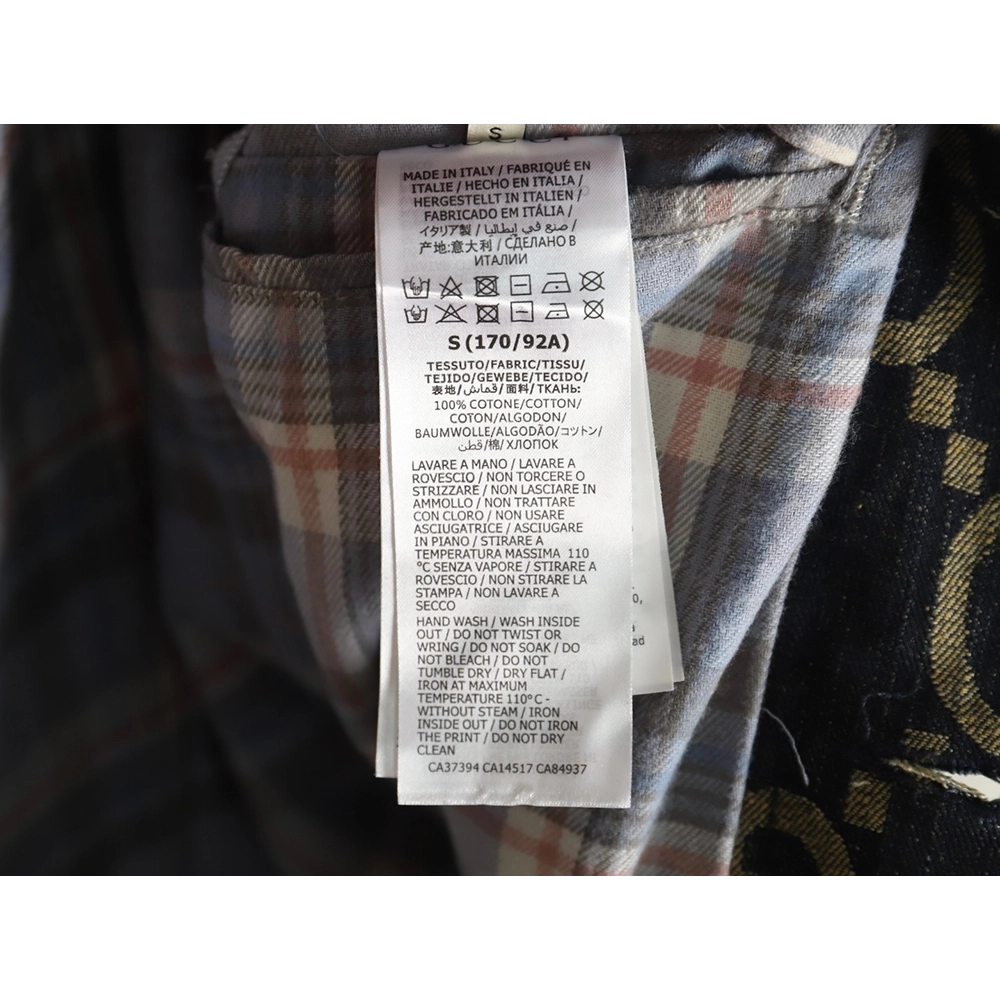 S
MADE IN ITALY / FABRIQUÉ EN
ITALIE / HECHO EN ITALIA /
HERGESTELLT IN ITALIEN /
FABRICADO EM ITÁLIA /
イタリア製 / صنع في إيطاليا /
产地:意大利 / СДЕЛАНО В
ИТАЛИИ
S (170/92A)
TESSUTO/FABRIC/TISSU/
TEJIDO/GEWEBE/TECIDO/
表地/قماش/面料/ТКАНЬ:
100% COTONE/COTTON/
COTON/ALGODON/
BAUMWOLLE/ALGODÃO/コットン/
قطن/棉/ХЛОПОК
LAVARE A MANO / LAVARE A
ROVESCIO / NON TORCERE O
STRIZZARE / NON LASCIARE IN
AMMOLLO / NON TRATTARE
CON CLORO / NON USARE
ASCIUGATRICE / ASCIUGARE
IN PIANO / STIRARE A
TEMPERATURA MASSIMA 110
°C SENZA VAPORE / STIRARE A
ROVESCIO / NON STIRARE LA
STAMPA / NON LAVARE A
SECCO
HAND WASH / WASH INSIDE
OUT / DO NOT TWIST OR
WRING / DO NOT SOAK / DO
NOT BLEACH / DO NOT
TUMBLE DRY / DRY FLAT /
IRON AT MAXIMUM
TEMPERATURE 110°C -
WITHOUT STEAM / IRON
INSIDE OUT / DO NOT IRON
THE PRINT / DO NOT DRY
CLEAN
CA37394 CA14517 CA84937